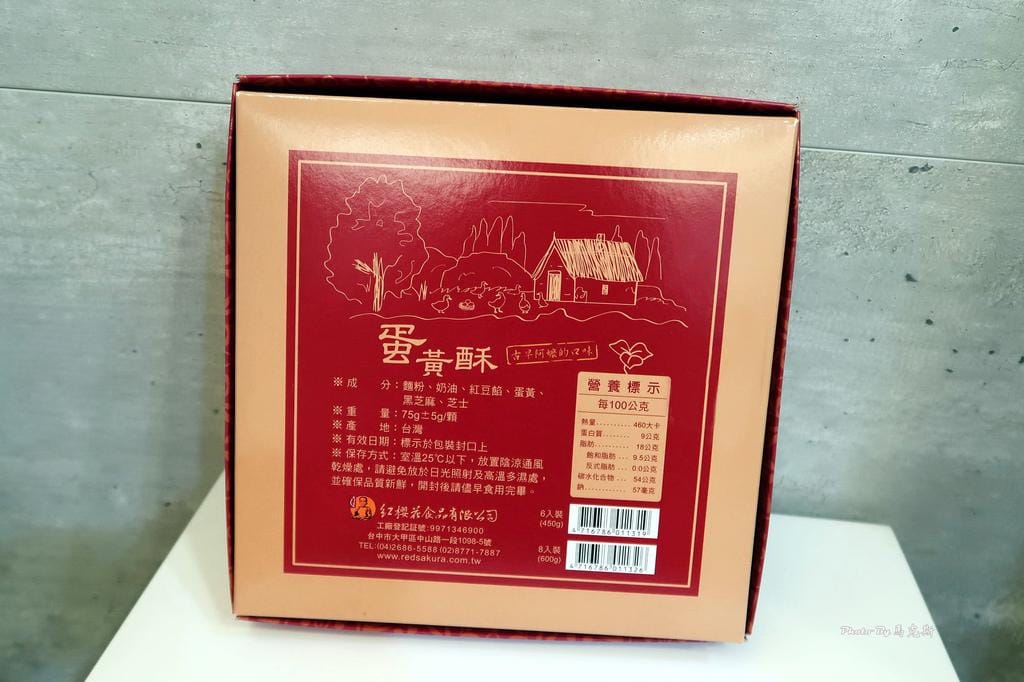 蛋黃酥
古早阿嬤的口味
※成 分：麵粉、奶油、紅豆餡、蛋黃、
黑芝麻、芝士
※重 量：75g±5g/顆
※產 地：台灣
※有效日期：標示於包裝封口上
※保存方式：室溫25℃以下，放置陰涼通風
乾燥處，請避免放於日光照射及高溫多濕處，
並確保品質新鮮，開封後請儘早食用完畢。
紅櫻花食品有限公司
工廠登記証號:9971346900
台中市大甲區中山路一段1098-5號
TEL:(04)2686-5588 (02)8771-7887
www.redsakura.com.tw
營養標示
每100公克
熱量.......... 460大卡
蛋白質........ 9公克
脂肪.......... 18公克
飽和脂肪 ... 9.5公克
反式脂肪 ... 0.0公克
碳水化合物 ... 54公克
鈉............ 57毫克
6入裝
(450g)
4 716786 011319
8入裝
(600g)
4 716786 011326
Photo By 馬克斯